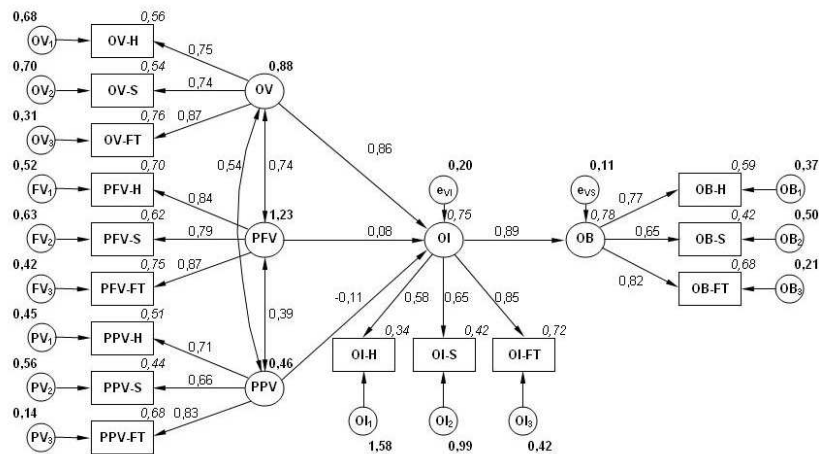 0,68
0,56
OV₁
OV-H
0,75
0,70
0,54
0,88
OV₂
OV-S
0,74
OV
0,31
0,76
0,87
OV₃
OV-FT
0,86
0,52
0,70
0,54
0,74
0,20
0,11
0,59
0,37
FV₁
PFV-H
0,84
eVI
eVS
0,77
OB-H
OB₁
0,63
0,62
1,23
0,75
0,78
0,42
0,50
FV₂
PFV-S
0,79
PFV
0,08
OI
0,89
OB
0,65
OB-S
OB₂
0,42
0,75
0,87
0,68
0,21
FV₃
PFV-FT
0,82
OB-FT
OB₃
0,45
0,51
0,39
-0,11
0,58
0,65
0,85
PV₁
PPV-H
0,71
0,34
0,42
0,72
0,56
0,44
0,46
OI-H
OI-S
OI-FT
PV₂
PPV-S
0,66
PPV
0,14
0,68
0,83
PV₃
PPV-FT
OI₁
OI₂
OI₃
1,58
0,99
0,42